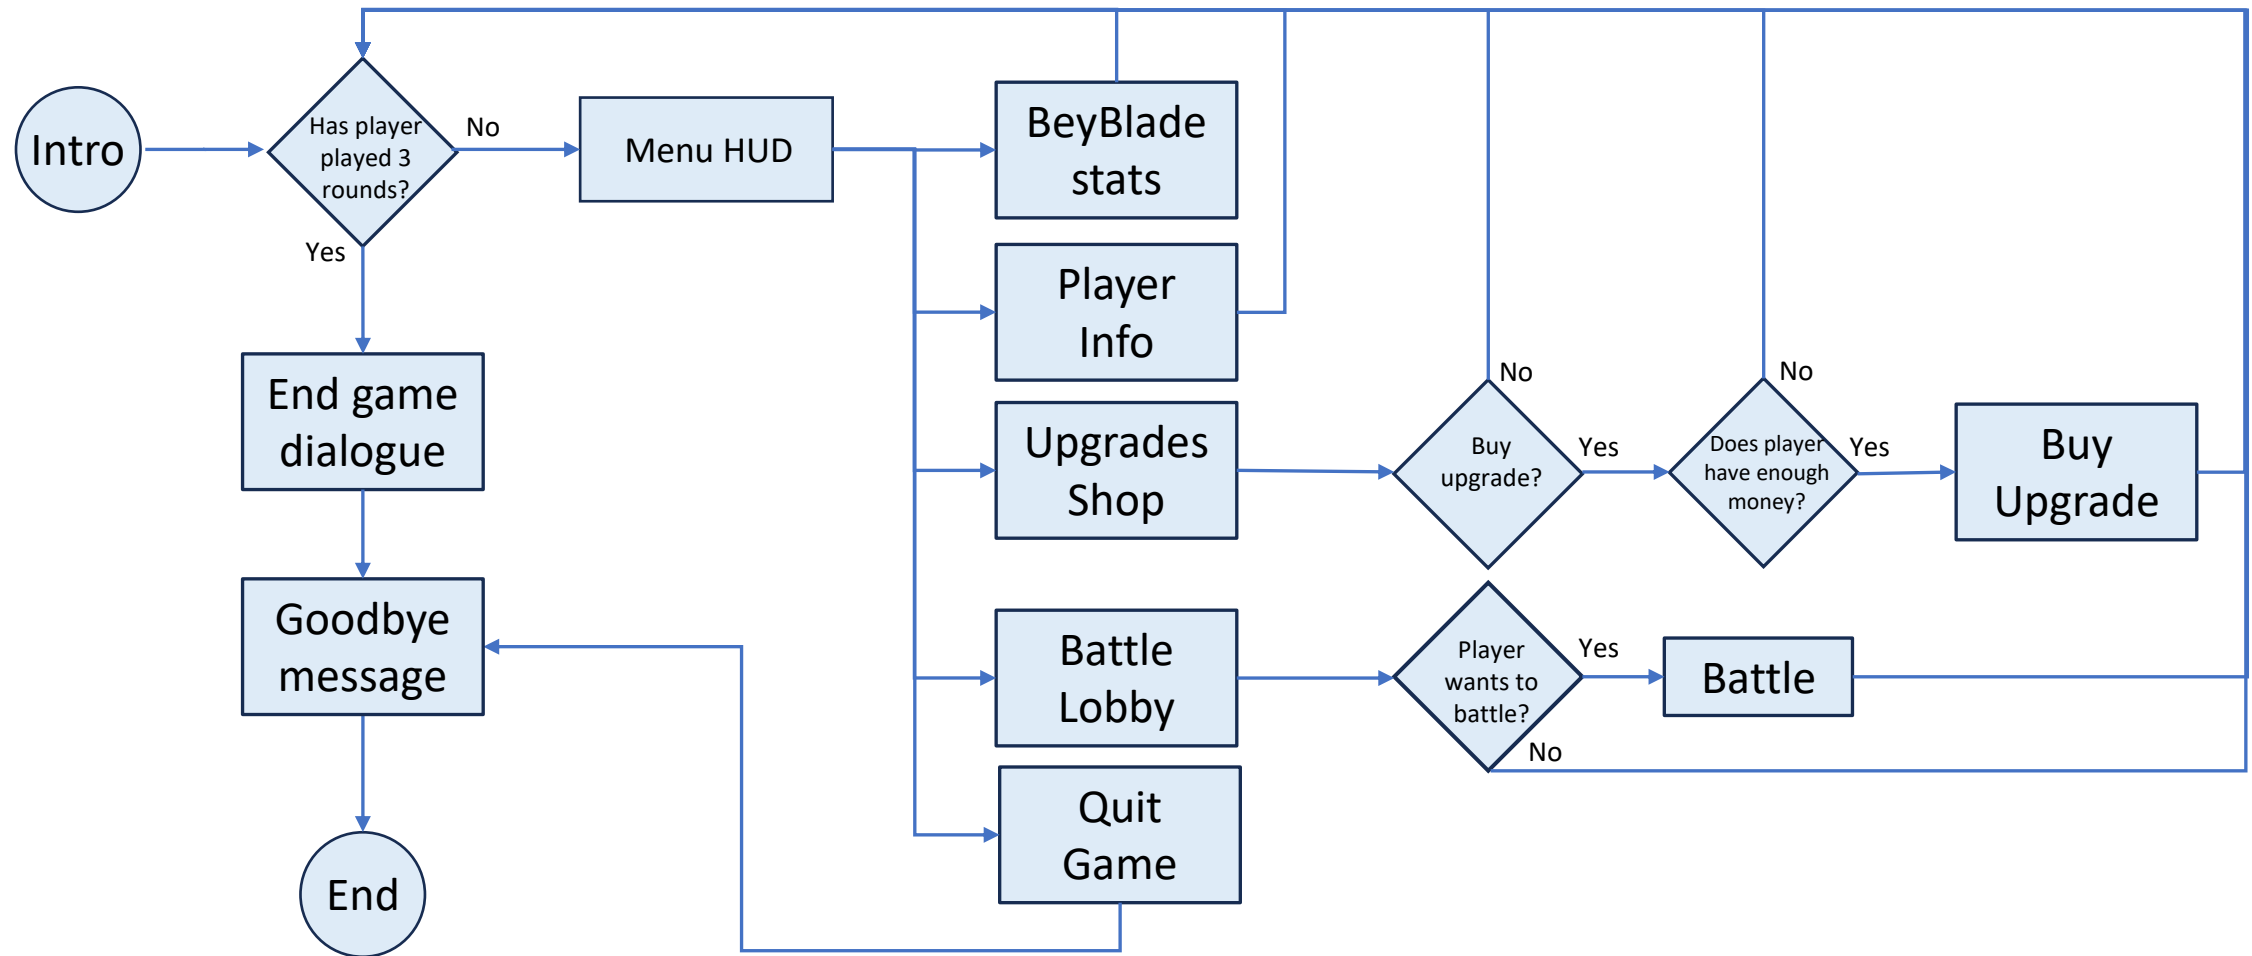 Intro
Has player
played 3
rounds?
No
Yes
Menu HUD
End game
dialogue
Goodbye
message
End
BeyBlade
stats
Player
Info
Upgrades
Shop
Battle
Lobby
Quit
Game
Buy
upgrade?
No
Yes
Does player
have enough
money?
No
Yes
Buy
Upgrade
Player
wants to
battle?
Yes
No
Battle